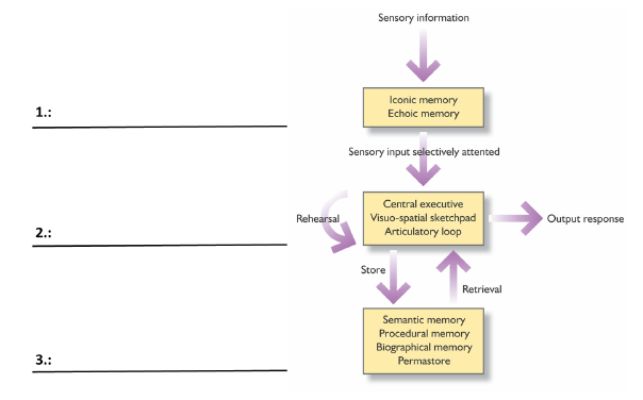 Sensory information
1.:
Iconic memory
Echoic memory
Sensory input selectively attented
2.:
Rehearsal
Central executive
Visuo-spatial sketchpad
Articulatory loop
Output response
Store
Retrieval
3.:
Semantic memory
Procedural memory
Biographical memory
Permastore